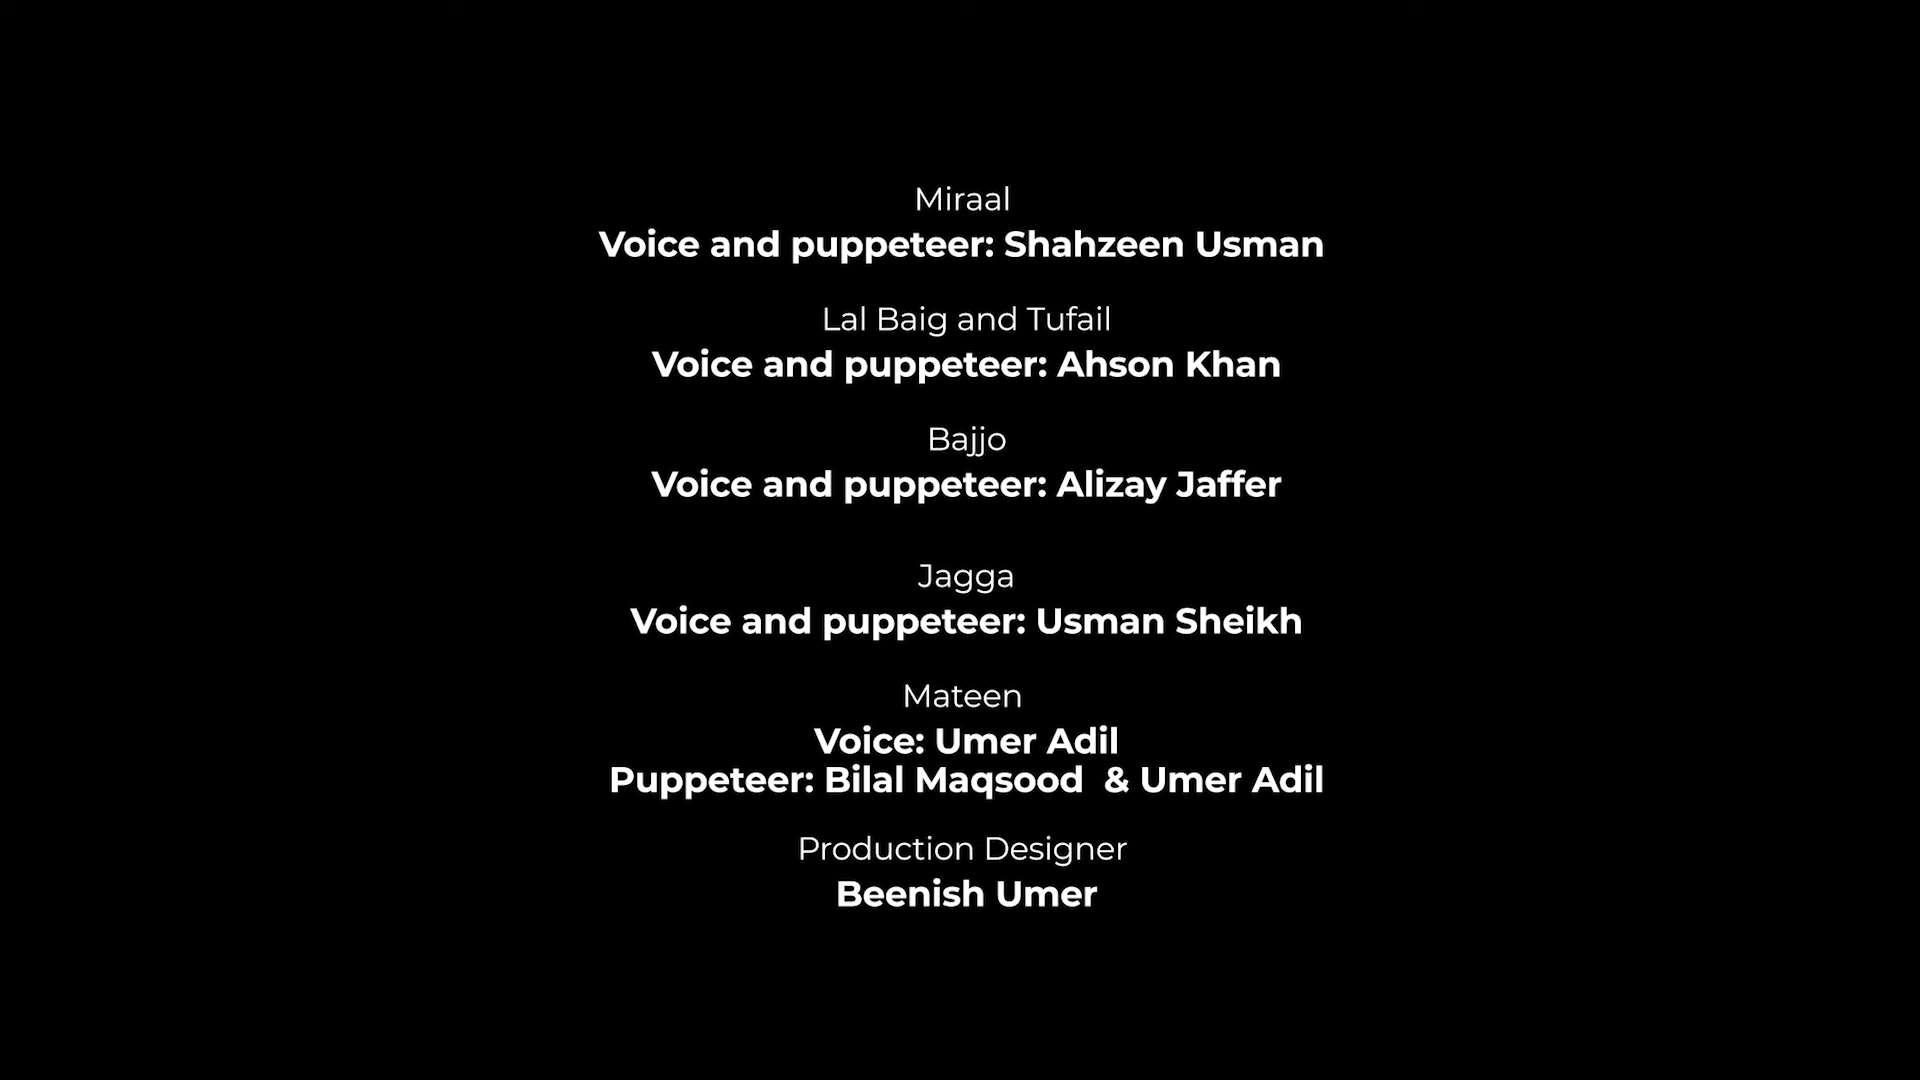 Miraal
Voice and puppeteer: Shahzeen Usman
Lal Baig and Tufail
Voice and puppeteer: Ahson Khan
Bajjo
Voice and puppeteer: Alizay Jaffer
Jagga
Voice and puppeteer: Usman Sheikh
Mateen
Voice: Umer Adil
Puppeteer: Bilal Maqsood  & Umer Adil
Production Designer
Beenish Umer